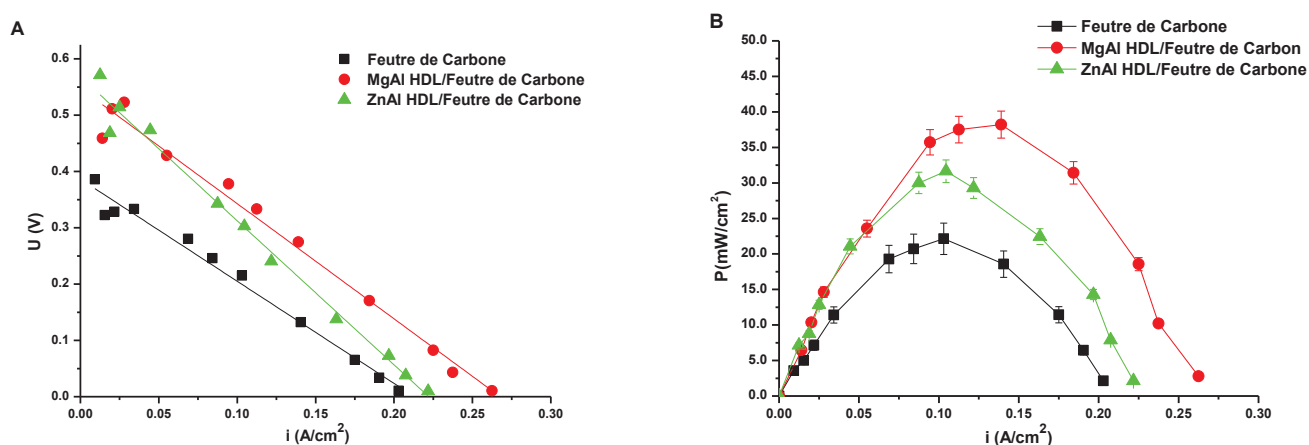 A
Feutre de Carbone
MgAl HDL/Feutre de Carbone
ZnAl HDL/Feutre de Carbone
U (V)
0.6
0.5
0.4
0.3
0.2
0.1
0.0
0.00 0.05 0.10 0.15 0.20 0.25 0.30
i (A/cm²)
B
Feutre de Carbone
MgAl HDL/Feutre de Carbon
ZnAl HDL/Feutre de Carbone
P(mW/cm²)
50.0
45.0
40.0
35.0
30.0
25.0
20.0
15.0
10.0
5.0
0.0
0.00 0.05 0.10 0.15 0.20 0.25 0.30
i (A/cm²)